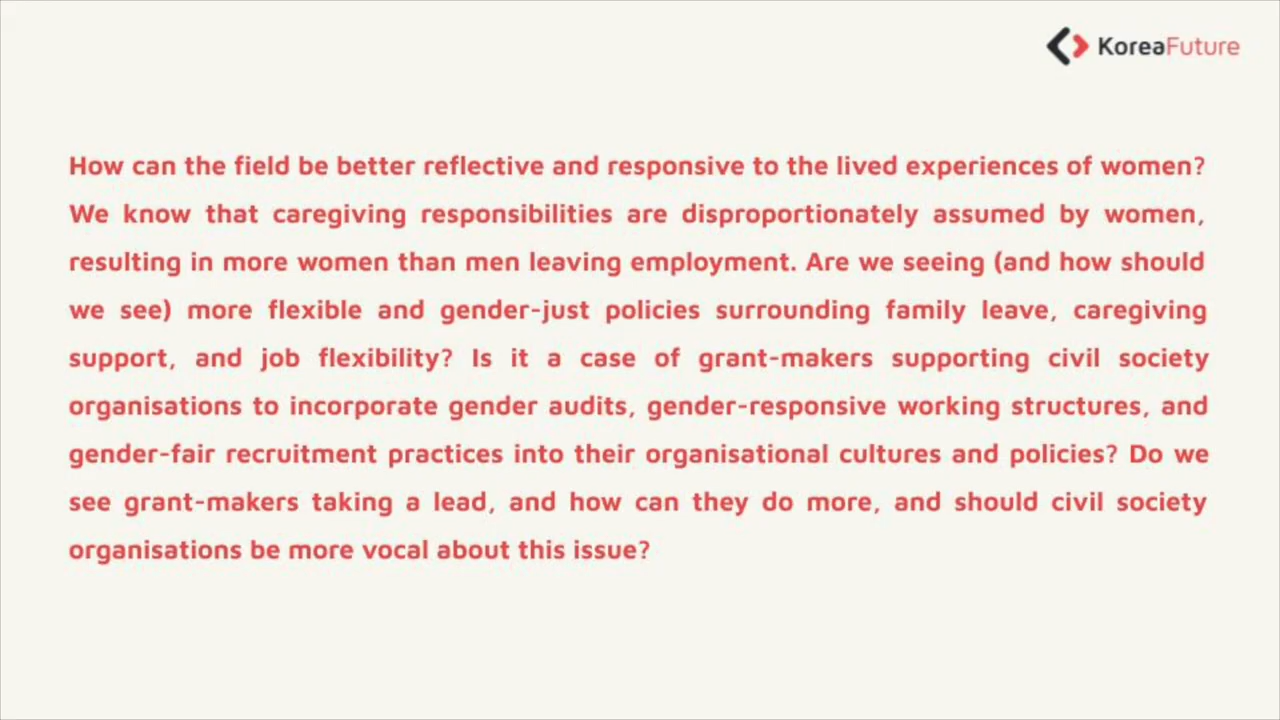 KoreaFuture
How can the field be better reflective and responsive to the lived experiences of women?
We know that caregiving responsibilities are disproportionately assumed by women,
resulting in more women than men leaving employment. Are we seeing (and how should
we see) more flexible and gender-just policies surrounding family leave, caregiving
support, and job flexibility? Is it a case of grant-makers supporting civil society
organisations to incorporate gender audits, gender-responsive working structures, and
gender-fair recruitment practices into their organisational cultures and policies? Do we
see grant-makers taking a lead, and how can they do more, and should civil society
organisations be more vocal about this issue?